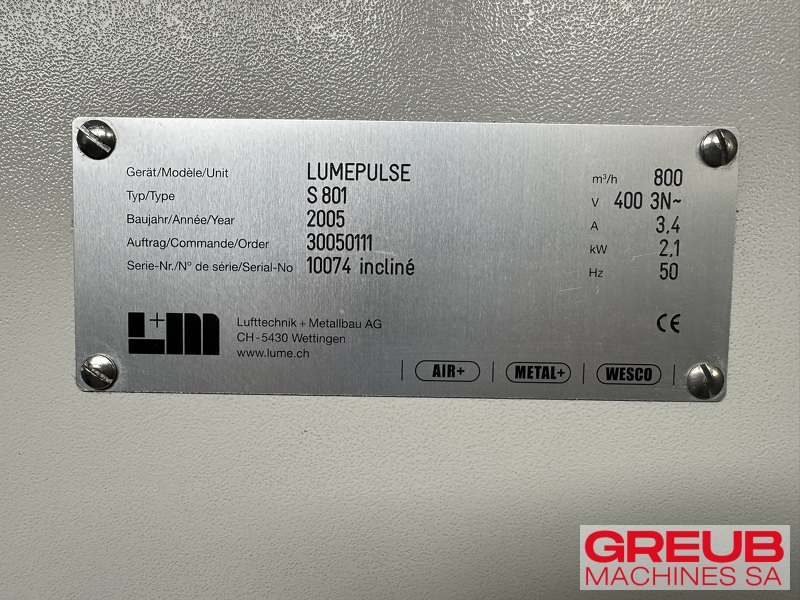 Gerät/Modèle/Unit LUMEPULSE
Typ/Type S 801
Baujahr/Année/Year 2005
Auftrag/Commande/Order 30050111
Serie-Nr./N° de série/Serial-No 10074 incliné
m³/h 800
V 400 3N~
A 3,4
kW 2,1
Hz 50
L+m
Lufttechnik + Metallbau AG
CH-5430 Wettingen
www.lume.ch
CE
AIR+ METAL+ WESCO
GREUB
MACHINES SA